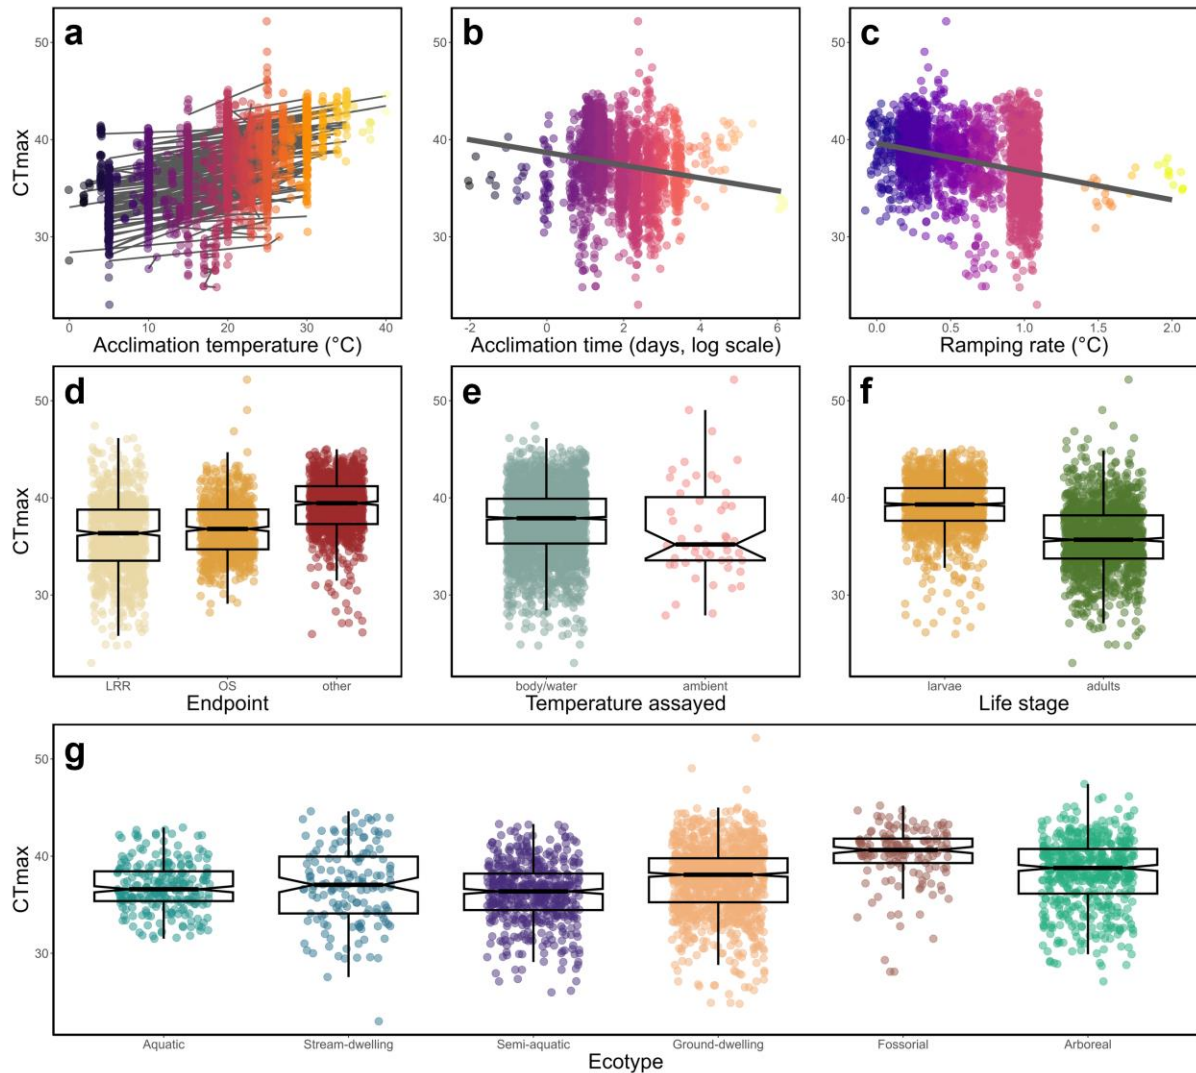 a b c
CTmax
50
40
30
0 10 20 30 40
-2 0 2 4 6
0.0 0.5 1.0 1.5 2.0
Acclimation temperature (°C)
Acclimation time (days, log scale)
Ramping rate (°C)
d e f
CTmax
50
40
30
LRR OS other
body/water ambient
larvae adults
Endpoint
Temperature assayed
Life stage
g
CTmax
50
40
30
Aquatic Stream-dwelling Semi-aquatic Ground-dwelling Fossorial Arboreal
Ecotype